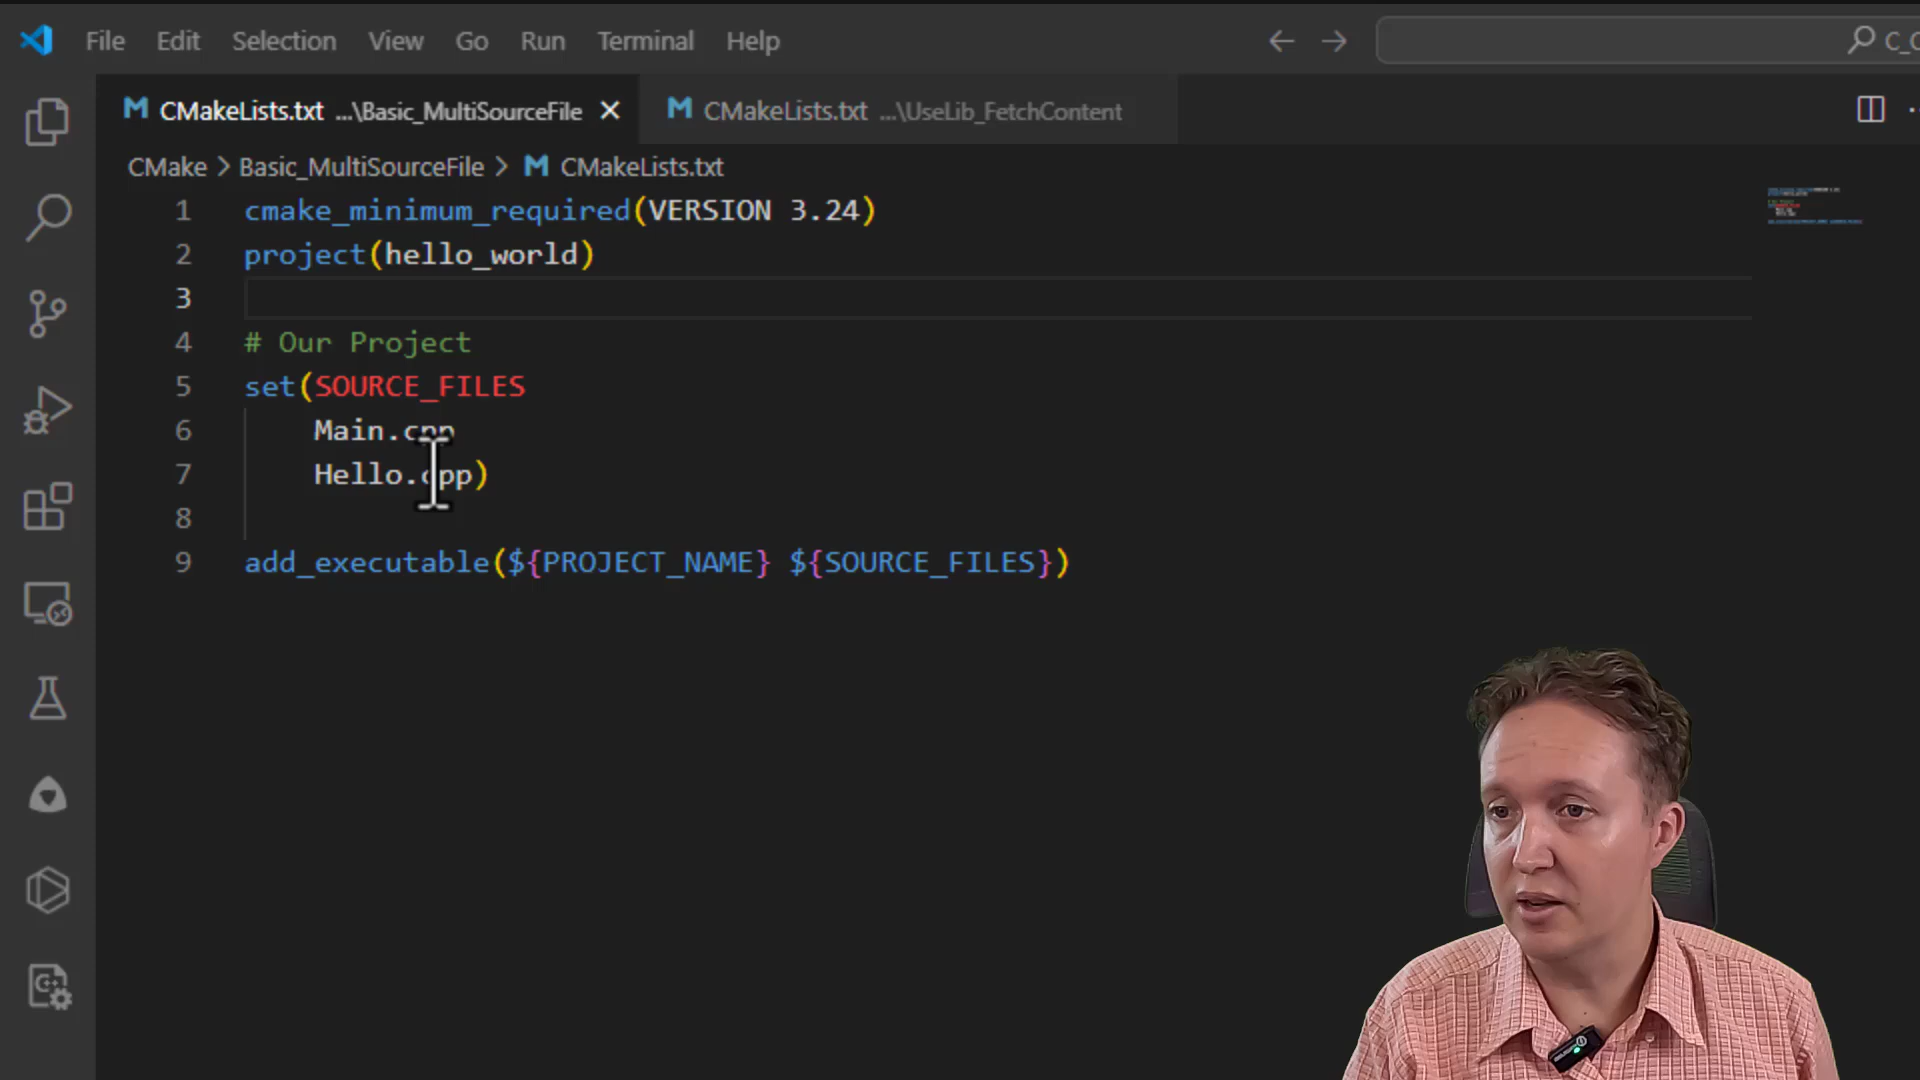 File Edit Selection View Go Run Terminal Help
CMakeLists.txt ...\Basic_MultiSourceFile CMakeLists.txt ...\UseLib_FetchContent
CMake > Basic_MultiSourceFile > CMakeLists.txt
1 cmake_minimum_required(VERSION 3.24)
2 project(hello_world)
3
4 # Our Project
5 set(SOURCE_FILES
6 Main.cpp
7 Hello.cpp)
8
9 add_executable(${PROJECT_NAME} ${SOURCE_FILES})